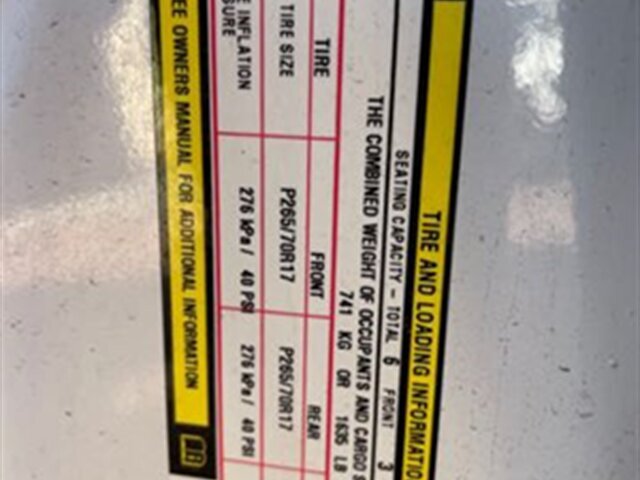 TIRE AND LOADING INFORMATIO
SEATING CAPACITY – TOTAL 6 FRONT 3
THE COMBINED WEIGHT OF OCCUPANTS AND CARGO S
741 KG OR 1635 LB
TIRE FRONT REAR
TIRE SIZE P265/70R17 P265/70R17
E INFLATION
SURE 276 kPa/ 40 PSI 276 kPa/ 40 PSI
EE OWNERS MANUAL FOR ADDITIONAL INFORMATION